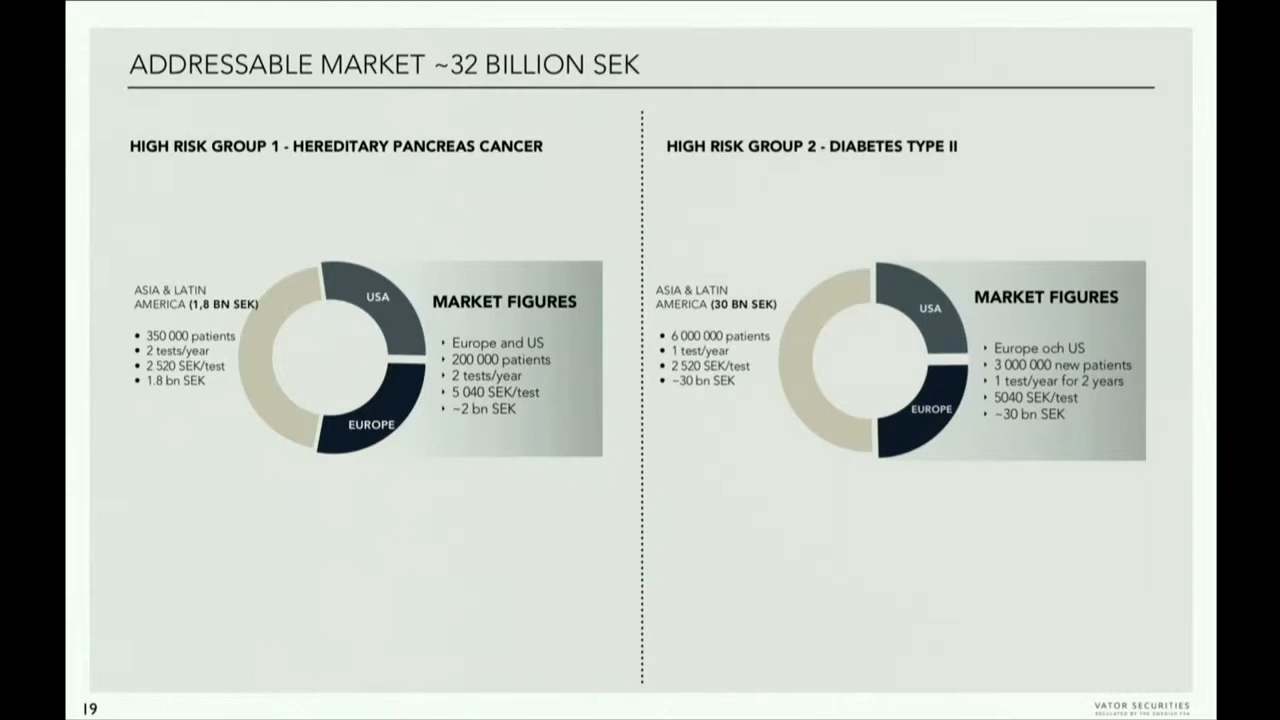 ADDRESSABLE MARKET ~32 BILLION SEK
HIGH RISK GROUP 1 - HEREDITARY PANCREAS CANCER
ASIA & LATIN
AMERICA (1,8 BN SEK)
• 350 000 patients
• 2 tests/year
• 2 520 SEK/test
• 1.8 bn SEK
USA
EUROPE
MARKET FIGURES
‣ Europe and US
‣ 200 000 patients
‣ 2 tests/year
‣ 5 040 SEK/test
‣ ~2 bn SEK
HIGH RISK GROUP 2 - DIABETES TYPE II
ASIA & LATIN
AMERICA (30 BN SEK)
• 6 000 000 patients
• 1 test/year
• 2 520 SEK/test
• ~30 bn SEK
USA
EUROPE
MARKET FIGURES
‣ Europe och US
‣ 3 000 000 new patients
‣ 1 test/year for 2 years
‣ 5040 SEK/test
‣ ~30 bn SEK
19
VATOR SECURITIES
REGULATED BY THE SWEDISH FSA